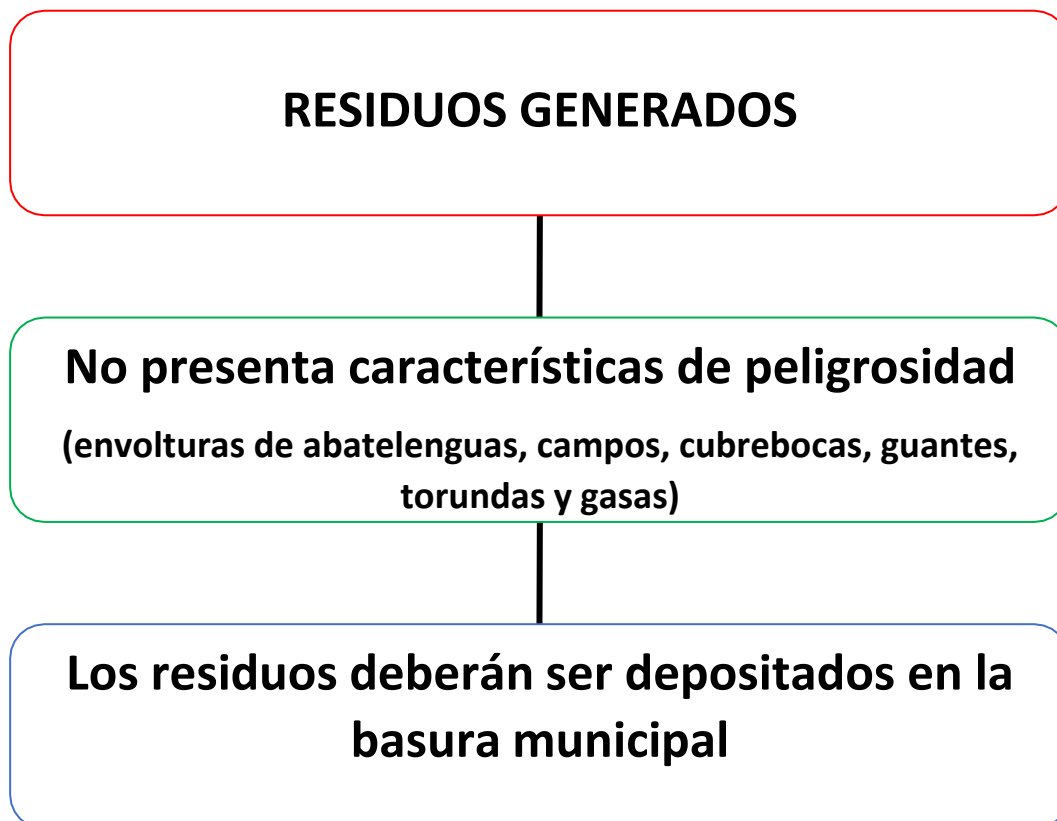 RESIDUOS GENERADOS
No presenta características de peligrosidad
(envolturas de abatelenguas, campos, cubrebocas, guantes,
torundas y gasas)
Los residuos deberán ser depositados en la
basura municipal